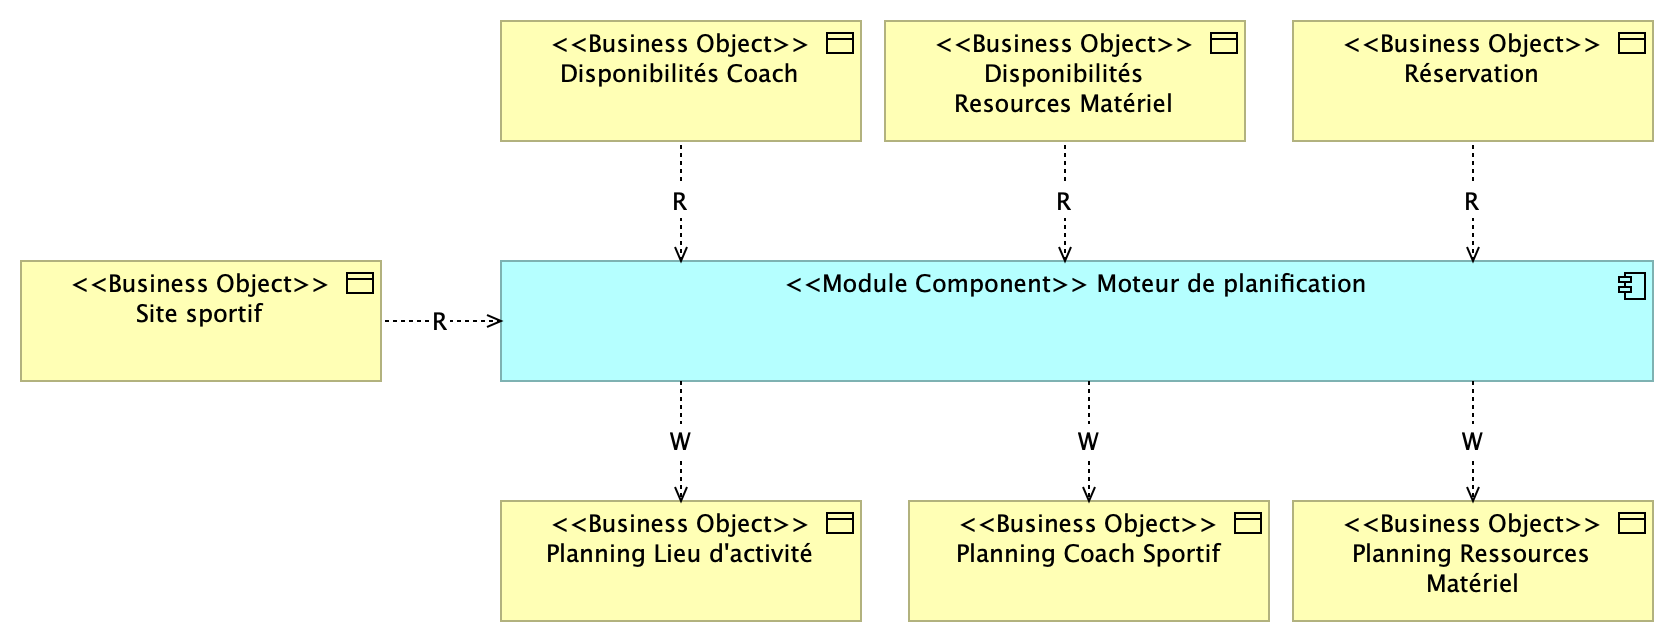 <<Business Object>>
Disponibilités Coach
<<Business Object>>
Disponibilités
Resources Matériel
<<Business Object>>
Réservation
R
R
R
<<Business Object>>
Site sportif
R
<<Module Component>> Moteur de planification
W
W
W
<<Business Object>>
Planning Lieu d'activité
<<Business Object>>
Planning Coach Sportif
<<Business Object>>
Planning Ressources
Matériel